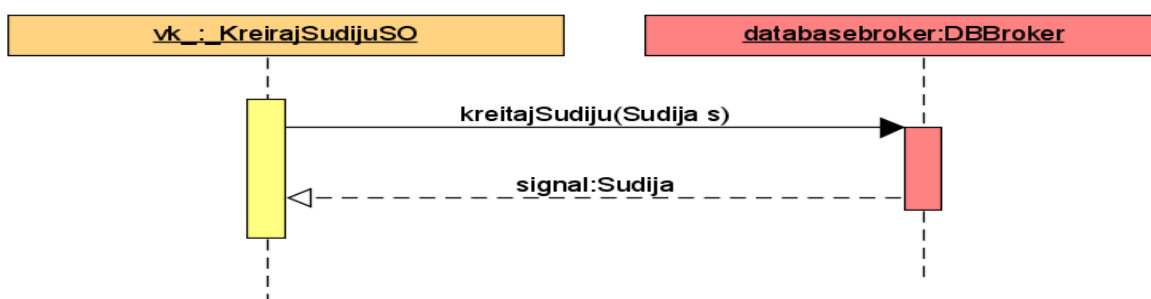 vk_:_KreirajSudijuSO
databasebroker:DBBroker
kreitajSudiju(Sudija s)
signal:Sudija